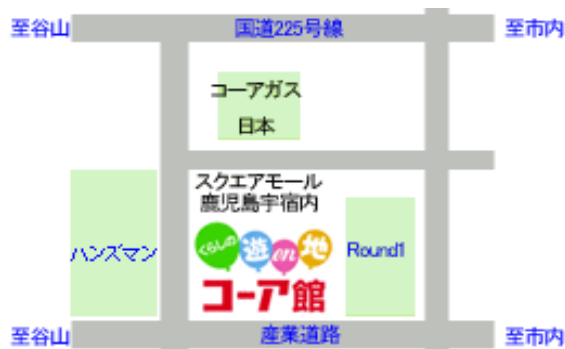 至谷山 国道225号線 至市内
コーアガス
日本
スクエアモール
鹿児島宇宿内
ハンズマン
くらしの遊en地
Round1
コーア館
至谷山 産業道路 至市内